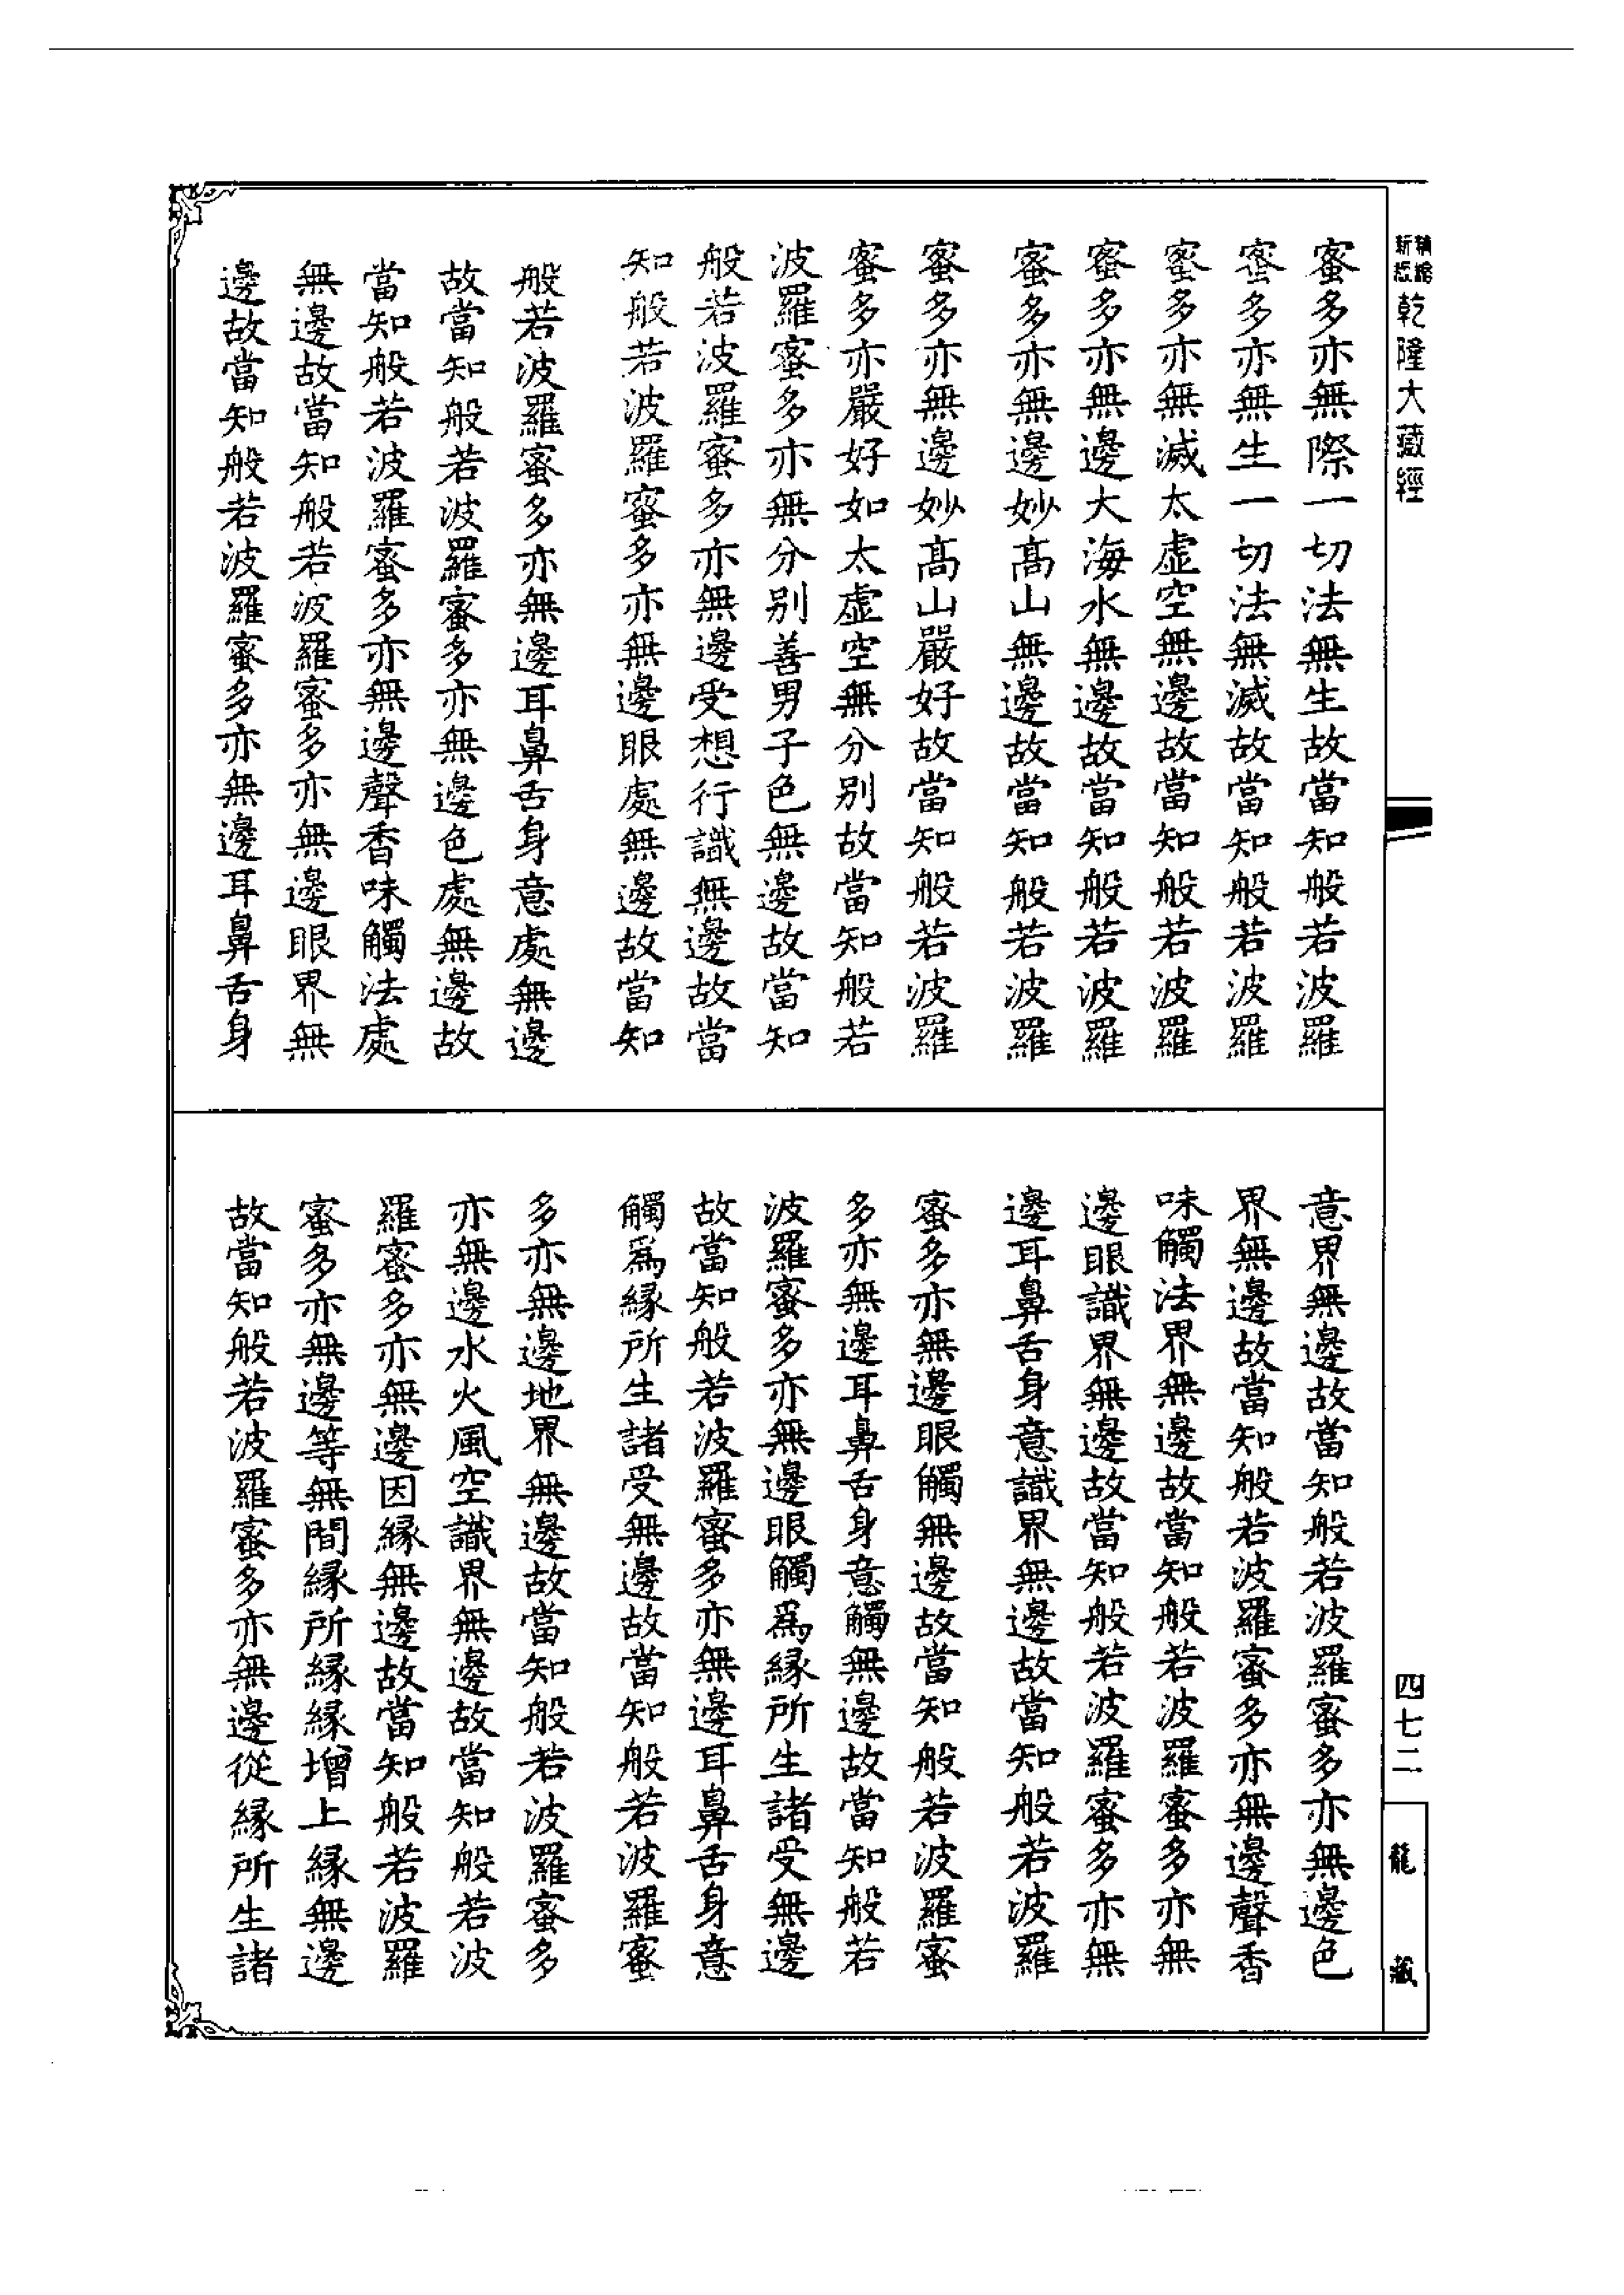 乾隆大藏經
蜜多亦無際一切法無生故當知般若波羅
蜜多亦無生一切法無滅故當知般若波羅
蜜多亦無滅太虛空無邊故當知般若波羅
蜜多亦無邊大海水無邊故當知般若波羅
蜜多亦無邊妙高山無邊故當知般若波羅
蜜多亦無邊妙高山嚴好故當知般若波羅
蜜多亦嚴好如太虛空無分別故當知般若
波羅蜜多亦無分別善男子色無邊故當知
般若波羅蜜多亦無邊受想行識無邊故當
知般若波羅蜜多亦無邊眼處無邊故當知
般若波羅蜜多亦無邊耳鼻舌身意處無邊
故當知般若波羅蜜多亦無邊色處無邊故
當知般若波羅蜜多亦無邊聲香味觸法處
無邊故當知般若波羅蜜多亦無邊眼界無
邊故當知般若波羅蜜多亦無邊耳鼻舌身
意界無邊故當知般若波羅蜜多亦無邊色
界無邊故當知般若波羅蜜多亦無邊聲香
味觸法界無邊故當知般若波羅蜜多亦無
邊眼識界無邊故當知般若波羅蜜多亦無
邊耳鼻舌身意識界無邊故當知般若波羅
蜜多亦無邊眼觸無邊故當知般若波羅蜜
多亦無邊耳鼻舌身意觸無邊故當知般若
波羅蜜多亦無邊眼觸爲緣所生諸受無邊
故當知般若波羅蜜多亦無邊耳鼻舌身意
觸爲緣所生諸受無邊故當知般若波羅蜜
多亦無邊地界無邊故當知般若波羅蜜多
亦無邊水火風空識界無邊故當知般若波
羅蜜多亦無邊因緣無邊故當知般若波羅
蜜多亦無邊等無間緣所緣緣增上緣無邊
故當知般若波羅蜜多亦無邊從緣所生諸
四七二
龍藏